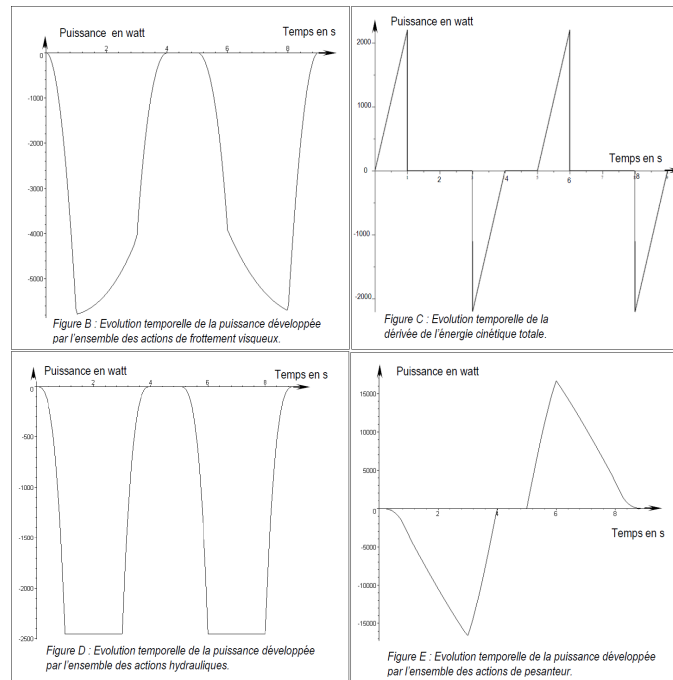 Puissance en watt
Temps en s
0
2
4
6
8
-1000
-2000
-3000
-4000
-5000
Figure B : Evolution temporelle de la puissance développée
par l'ensemble des actions de frottement visqueux.
Puissance en watt
2000
1000
Temps en s
0
2
6
8
-1000
-2000
Figure C : Evolution temporelle de la
dérivée de l'énergie cinétique totale.
Puissance en watt
Temps en s
0
2
4
6
8
-500
-1000
-1500
-2000
-2500
Figure D : Evolution temporelle de la puissance développée
par l'ensemble des actions hydrauliques.
Puissance en watt
15000
10000
5000
0
2
4
6
8
Temps en s
-5000
-10000
-15000
Figure E : Evolution temporelle de la puissance développée
par l'ensemble des actions de pesanteur.